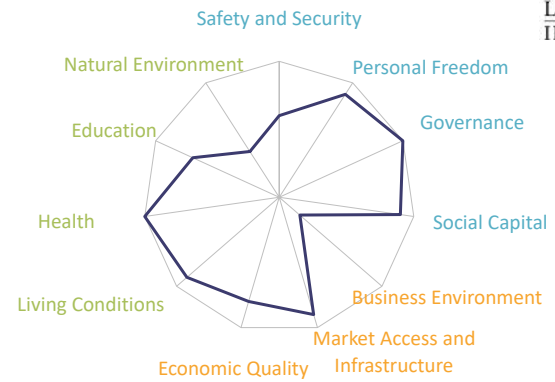 Safety and Security
Natural Environment
Personal Freedom
Education
Governance
Health
Social Capital
Business Environment
Living Conditions
Market Access and
Infrastructure
Economic Quality